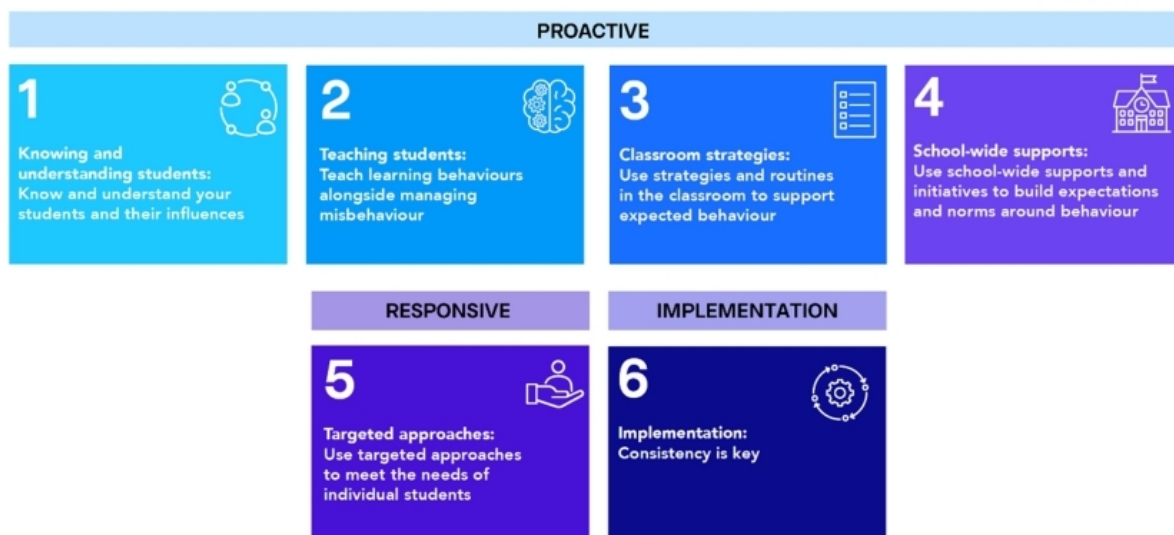 PROACTIVE
1
Knowing and
understanding students:
Know and understand your
students and their influences
2
Teaching students:
Teach learning behaviours
alongside managing
misbehaviour
3
Classroom strategies:
Use strategies and routines
in the classroom to support
expected behaviour
4
School-wide supports:
Use school-wide supports and
initiatives to build expectations
and norms around behaviour
RESPONSIVE
5
Targeted approaches:
Use targeted approaches
to meet the needs of
individual students
IMPLEMENTATION
6
Implementation:
Consistency is key